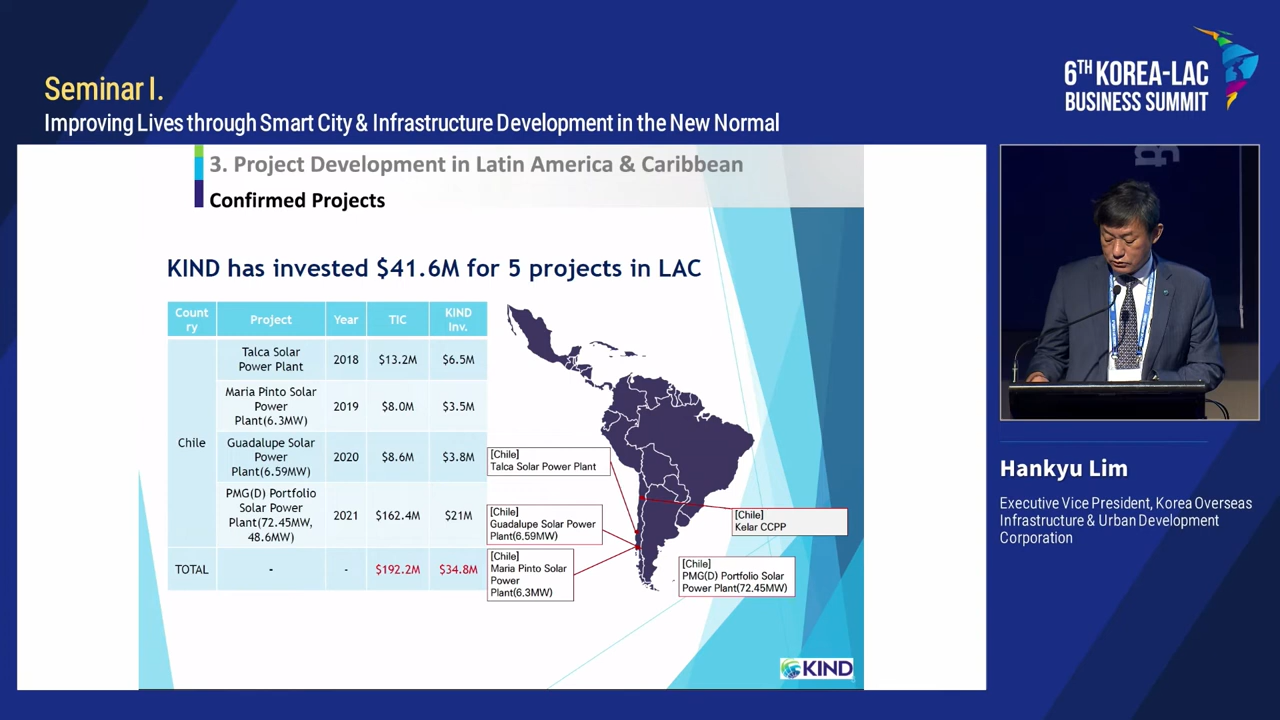 Seminar I.
Improving Lives through Smart City & Infrastructure Development in the New Normal
6TH KOREA-LAC
BUSINESS SUMMIT
3. Project Development in Latin America & Caribbean
Confirmed Projects
KIND has invested $41.6M for 5 projects in LAC
Count
ry
Project
Year
TIC
KIND
Inv.
Chile
Talca Solar
Power Plant
2018
$13.2M
$6.5M
Maria Pinto Solar
Power
Plant(6.3MW)
2019
$8.0M
$3.5M
Guadalupe Solar
Power
Plant(6.59MW)
2020
$8.6M
$3.8M
PMG(D) Portfolio
Solar Power
Plant(72.45MW,
48.6MW)
2021
$162.4M
$21M
TOTAL
-
-
$192.2M
$34.8M
[Chile]
Talca Solar Power Plant
[Chile]
Guadalupe Solar Power
Plant(6.59MW)
[Chile]
Maria Pinto Solar
Power
Plant(6.3MW)
[Chile]
Kelar CCPP
[Chile]
PMG(D) Portfolio Solar
Power Plant(72.45MW)
KIND
Hankyu Lim
Executive Vice President, Korea Overseas
Infrastructure & Urban Development
Corporation